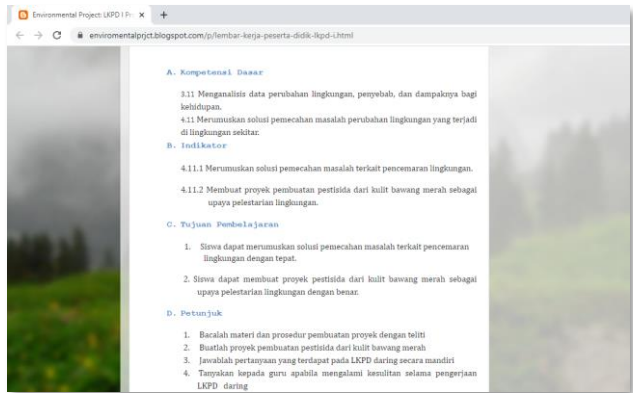 Environmental Project: LKPD I Pr
enviromentalprjct.blogspot.com/p/lembar-kerja-peserta-didik-lkpd-i.html
A. Kompetensi Dasar
3.11 Menganalisis data perubahan lingkungan, penyebab, dan dampaknya bagi
kehidupan.
4.11 Merumuskan solusi pemecahan masalah perubahan lingkungan yang terjadi
di lingkungan sekitar.
B. Indikator
4.11.1 Merumuskan solusi pemecahan masalah terkait pencemaran lingkungan.
4.11.2 Membuat proyek pembuatan pestisida dari kulit bawang merah sebagai
upaya pelestarian lingkungan.
C. Tujuan Pembelajaran
1. Siswa dapat merumuskan solusi pemecahan masalah terkait pencemaran
lingkungan dengan tepat.
2. Siswa dapat membuat proyek pestisida dari kulit bawang merah sebagai
upaya pelestarian lingkungan dengan benar.
D. Petunjuk
1. Bacalah materi dan prosedur pembuatan proyek dengan teliti
2. Buatlah proyek pembuatan pestisida dari kulit bawang merah
3. Jawablah pertanyaan yang terdapat pada LKPD daring secara mandiri
4. Tanyakan kepada guru apabila mengalami kesulitan selama pengerjaan
LKPD daring